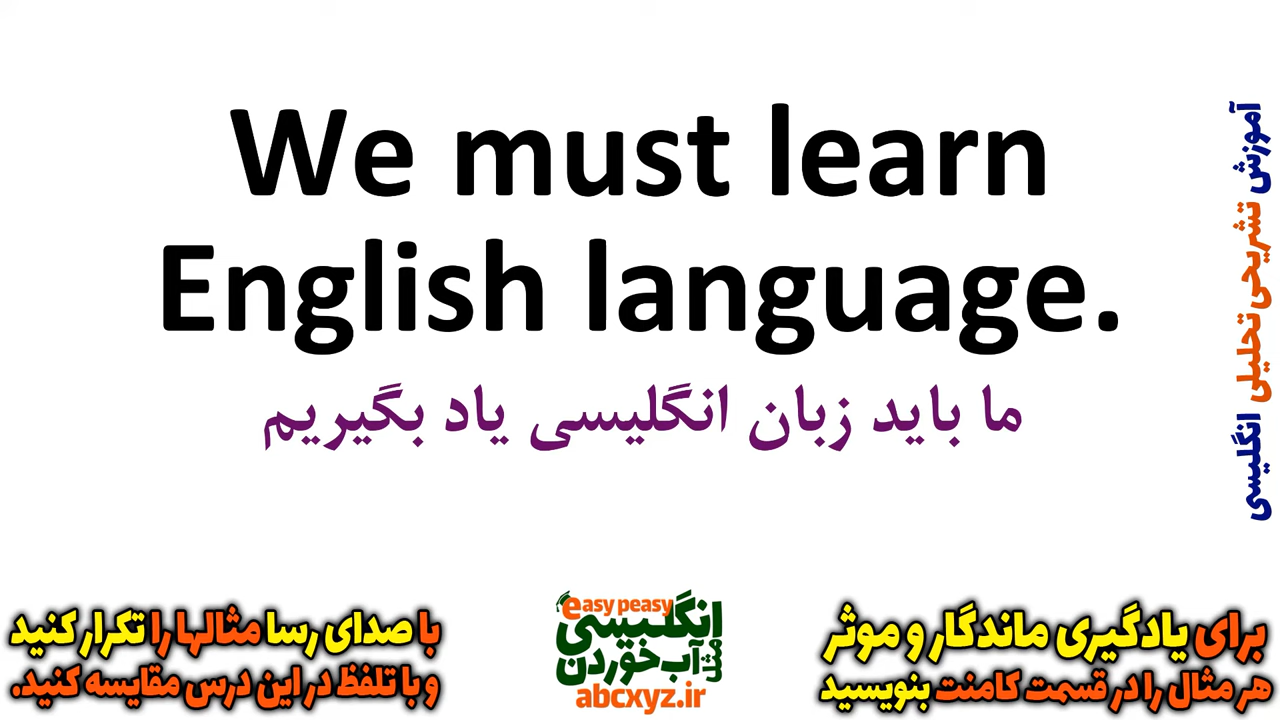 We must learn
English language.
ما باید زبان انگلیسی یاد بگیریم
آموزش تشریحی تحلیلی انگلیسی
برای یادگیری ماندگار و موثر
هر مثال را در قسمت کامنت بنویسید
easy peasy
انگلیسی
مثل آب خوردن
abcxyz.ir
با صدای رسا مثالها را تکرار کنید
و با تلفظ در این درس مقایسه کنید.